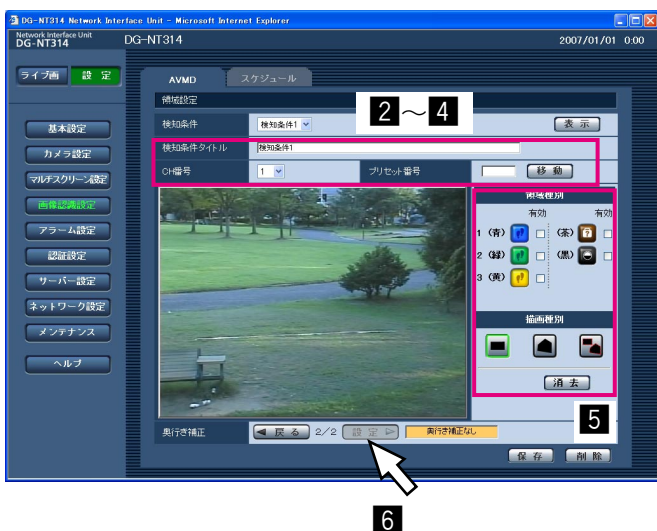 DG-NT314 Network Interface Unit - Microsoft Internet Explorer
Network Interface Unit
DG-NT314
DG-NT314
2007/01/01 0:00
ライブ画 設 定
AVMD スケジュール
領域設定
検知条件 検知条件1 表 示
2～4
検知条件タイトル 検知条件1
CH番号 1 プリセット番号 移 動
基本設定
カメラ設定
マルチスクリーン設定
画像認識設定
アラーム設定
認証設定
サーバー設定
ネットワーク設定
メンテナンス
ヘルプ
領域種別
有効 有効
1 (青) (茶) ?
2 (緑) (黒)
3 (黄)
描画種別
消 去
5
奥行き補正 戻 る 2/2 設 定 奥行き補正なし
保 存 削 除
6